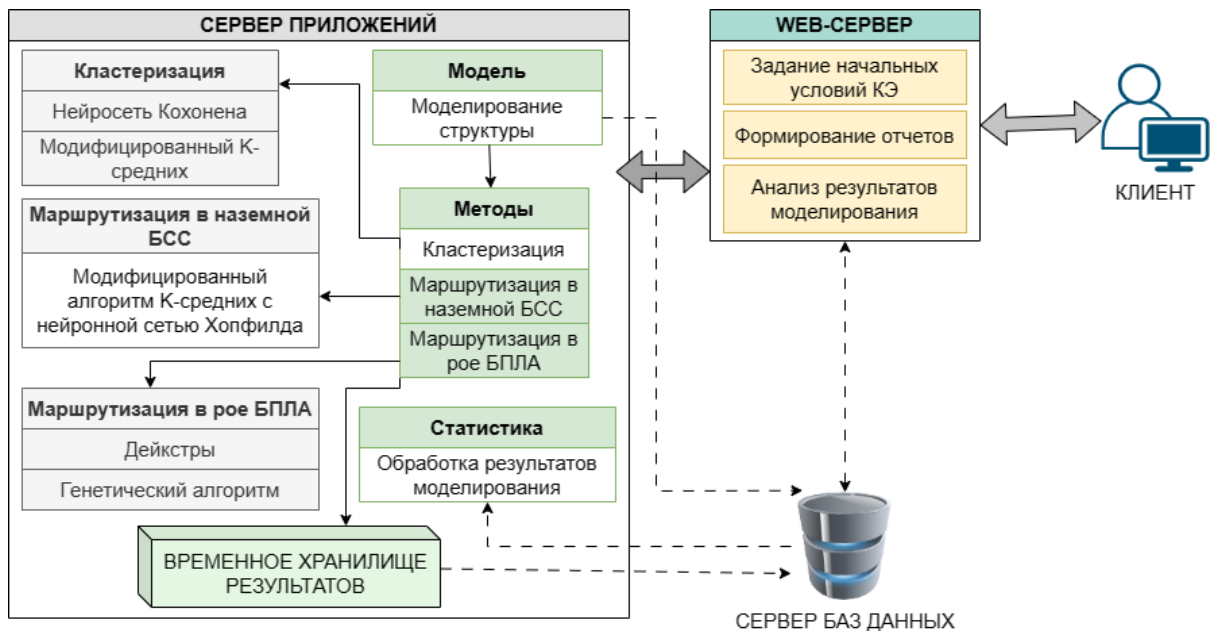 СЕРВЕР ПРИЛОЖЕНИЙ
Кластеризация
Нейросеть Кохонена
Модифицированный К-
средних
Маршрутизация в наземной
БСС
Модифицированный
алгоритм К-средних с
нейронной сетью Хопфилда
Маршрутизация в рое БПЛА
Дейкстры
Генетический алгоритм
Модель
Моделирование
структуры
Методы
Кластеризация
Маршрутизация в
наземной БСС
Маршрутизация в
рое БПЛА
Статистика
Обработка результатов
моделирования
ВРЕМЕННОЕ ХРАНИЛИЩЕ
РЕЗУЛЬТАТОВ
WEB-СЕРВЕР
Задание начальных
условий КЭ
Формирование отчетов
Анализ результатов
моделирования
КЛИЕНТ
СЕРВЕР БАЗ ДАННЫХ